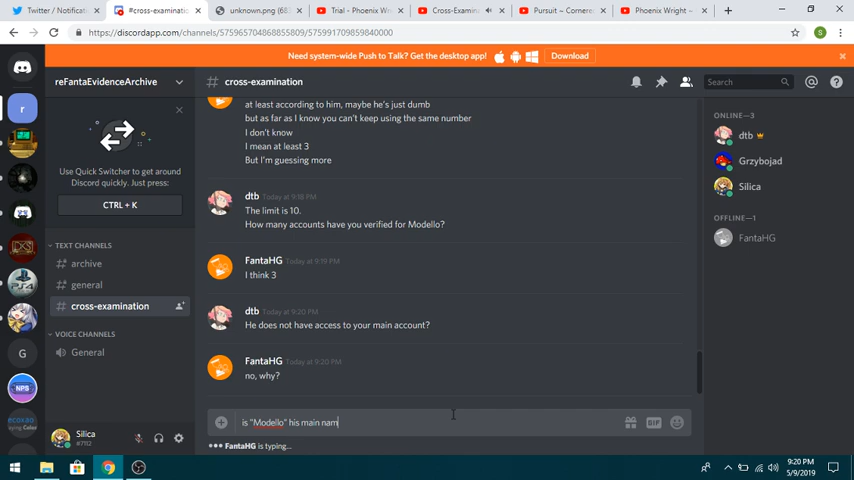 Twitter / Notificat
#cross-examinatio
unknown.png (68
Trial - Phoenix W
Cross-Examin
Pursuit ~ Cornere
Phoenix Wright –
https://discordapp.com/channels/575965704868855809/575991709859840000
S
Need system-wide Push to Talk? Get the desktop app!
Download
reFantaEvidenceArchive
# cross-examination
Search
Use Quick Switcher to get around
Discord quickly. Just press:
CTRL + K
TEXT CHANNELS
# archive
# general
# cross-examination
VOICE CHANNELS
General
r
PS4
G
NPS
Silica
#7112
at least according to him, maybe he's just dumb
but as far as I know you can't keep using the same number
I don't know
I mean at least 3
But I'm guessing more
dtb Today at 9:18 PM
The limit is 10.
How many accounts have you verified for Modello?
FantaHG Today at 9:19 PM
I think 3
dtb Today at 9:20 PM
He does not have access to your main account?
FantaHG Today at 9:20 PM
no, why?
is "Modello" his main nam
GIF
FantaHG is typing...
ONLINE—3
dtb
Grzybojad
Silica
OFFLINE—1
FantaHG
9:20 PM
5/9/2019